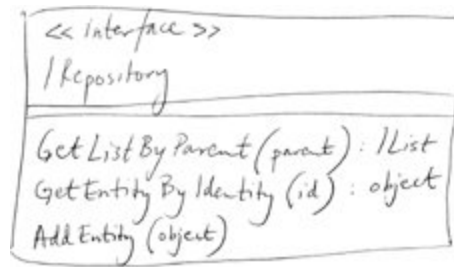 << interface >>
IRepository
GetListByParent(parent) : IList
GetEntityByIdentity(id) : object
AddEntity(object)